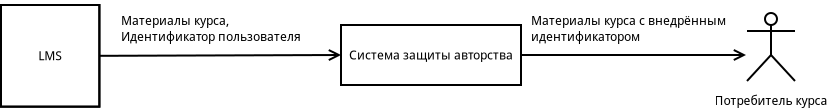 LMS
Материалы курса,
Идентификатор пользователя
Система защиты авторства
Материалы курса с внедрённым
идентификатором
Потребитель курса